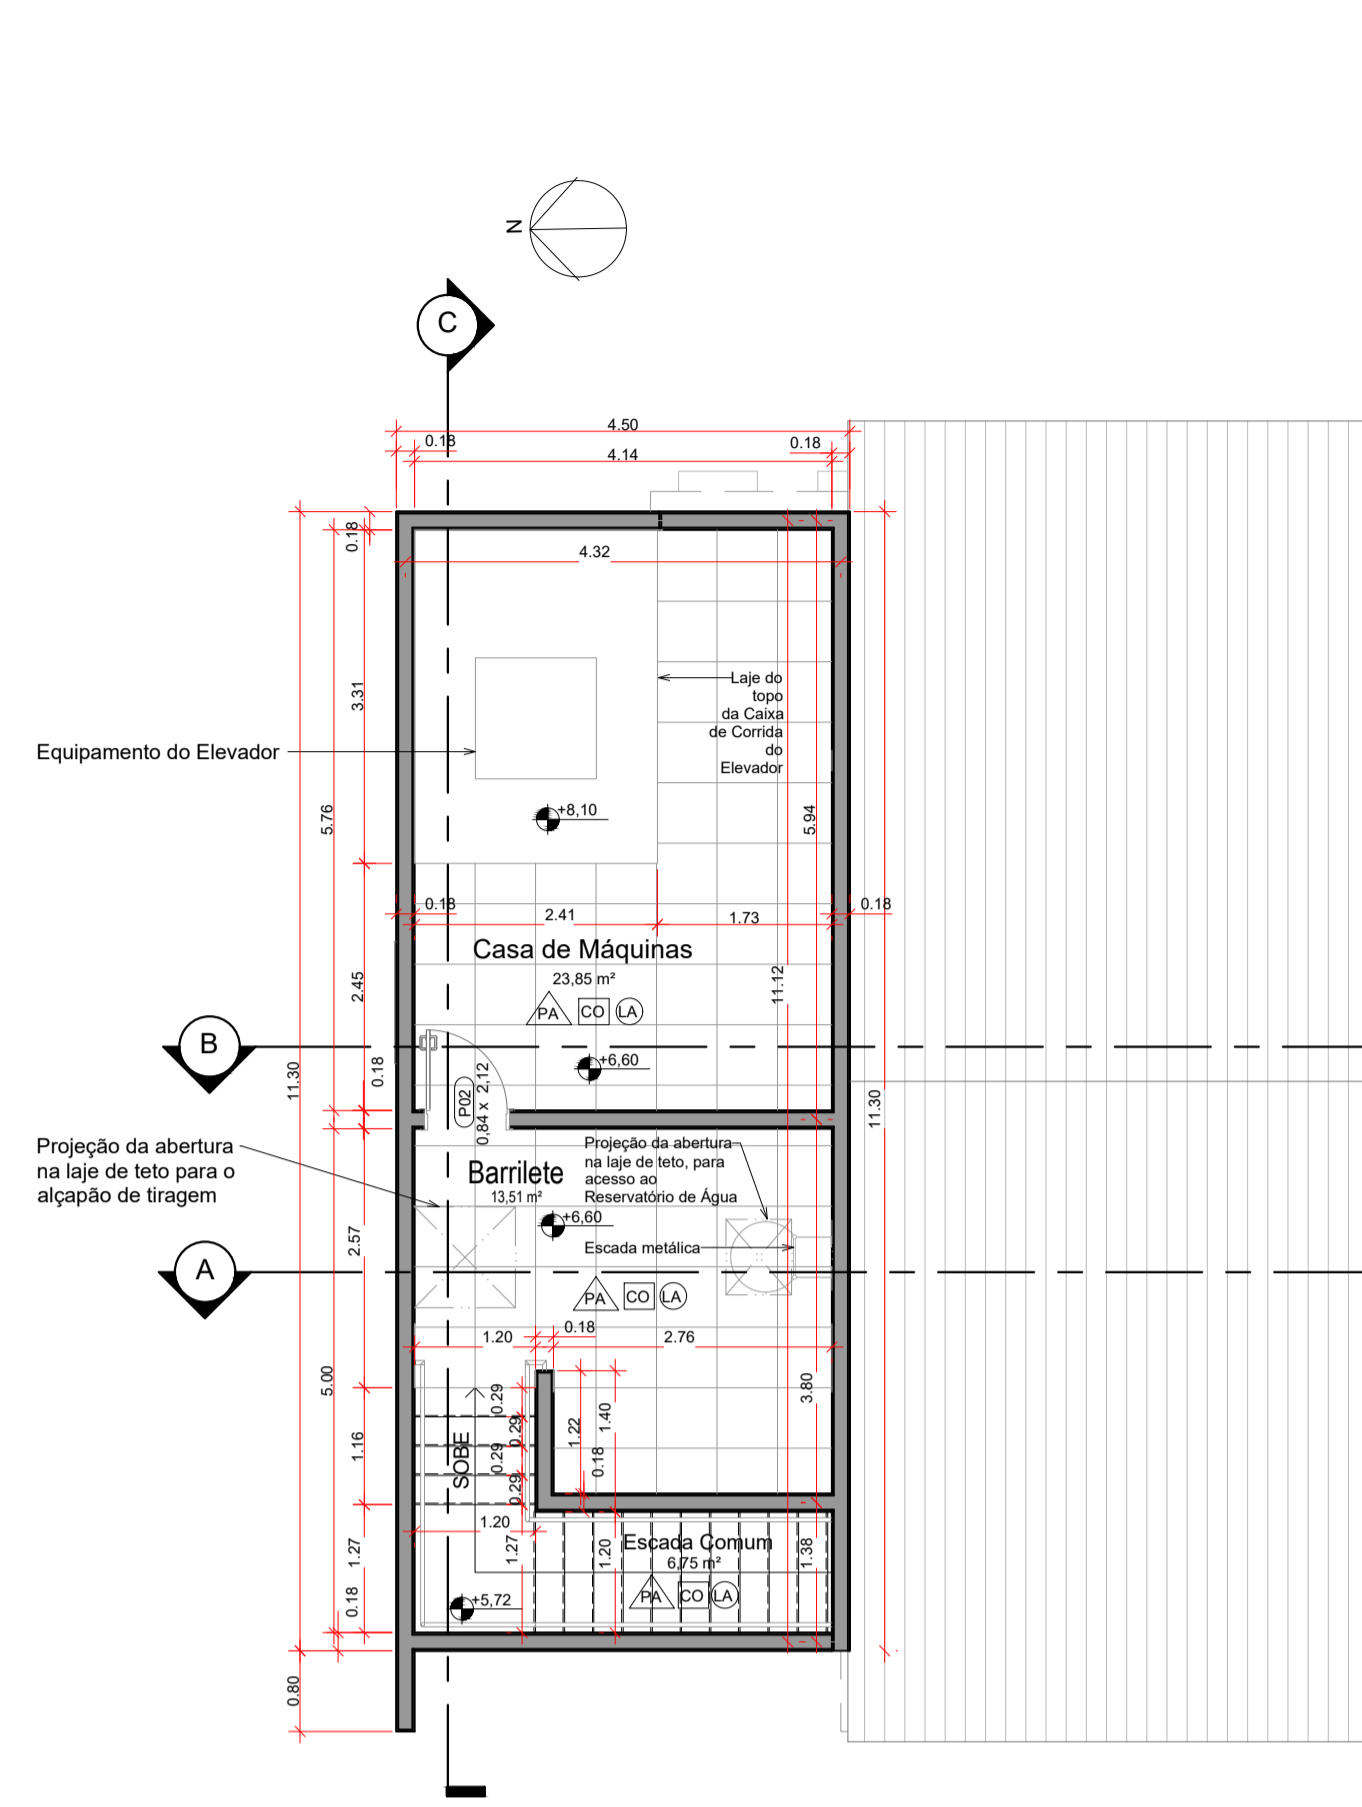 N
C
4.50
0.18
0.18
4.14
0.18
4.32
3.31
Laje do
topo
da Caixa
de Corrida
do
Elevador
Equipamento do Elevador
+8,10
5.76
5.94
0.18
2.41
1.73
0.18
Casa de Máquinas
23,85 m²
PA
CO
LA
2.45
11.12
B
+6,60
0.18
11.30
P02
0,84 x 2,12
11.30
Projeção da abertura
na laje de teto para o
alçapão de tiragem
Barrilete
13,51 m²
Projeção da abertura
na laje de teto, para
acesso ao
Reservatório de Água
+6,60
Escada metálica
2.57
A
PA
CO
LA
1.20
0.18
2.76
5.00
3.80
0.29
0.29
0.29
0.29
SOBE
1.22
1.40
0.18
1.16
1.20
1.27
1.27
1.20
Escada Comum
6,75 m²
1.38
PA
CO
LA
0.18
+5,72
0.80